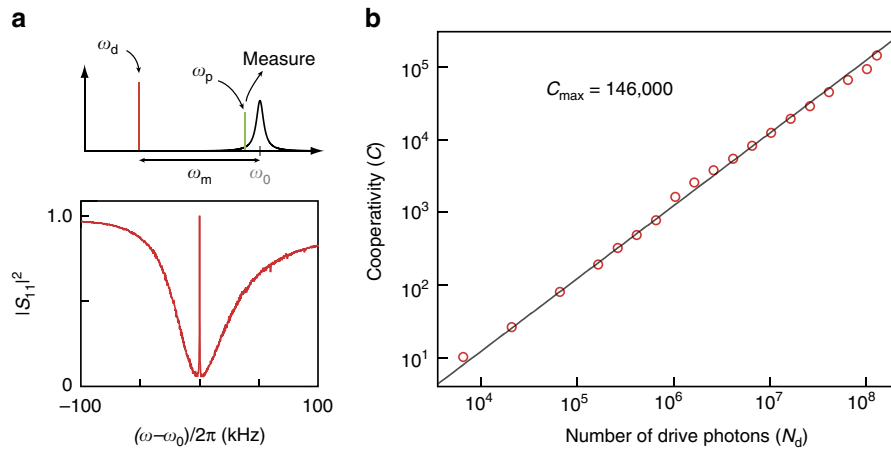 a
ω_d
ω_p
Measure
ω_m
ω_0
1.0
|S_11|^2
0
–100
100
(ω–ω_0)/2π (kHz)
b
C_max = 146,000
Cooperativity (C)
10^5
10^4
10^3
10^2
10^1
10^4
10^5
10^6
10^7
10^8
Number of drive photons (N_d)